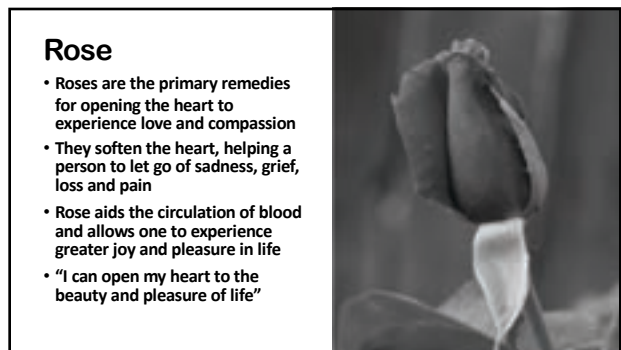 Rose
• Roses are the primary remedies
for opening the heart to
experience love and compassion
• They soften the heart, helping a
person to let go of sadness, grief,
loss and pain
• Rose aids the circulation of blood
and allows one to experience
greater joy and pleasure in life
• “I can open my heart to the
beauty and pleasure of life”